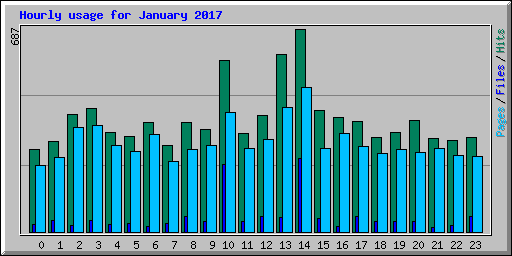 Hourly usage for January 2017
687
Pages/Files/Hits
0 1 2 3 4 5 6 7 8 9 10 11 12 13 14 15 16 17 18 19 20 21 22 23